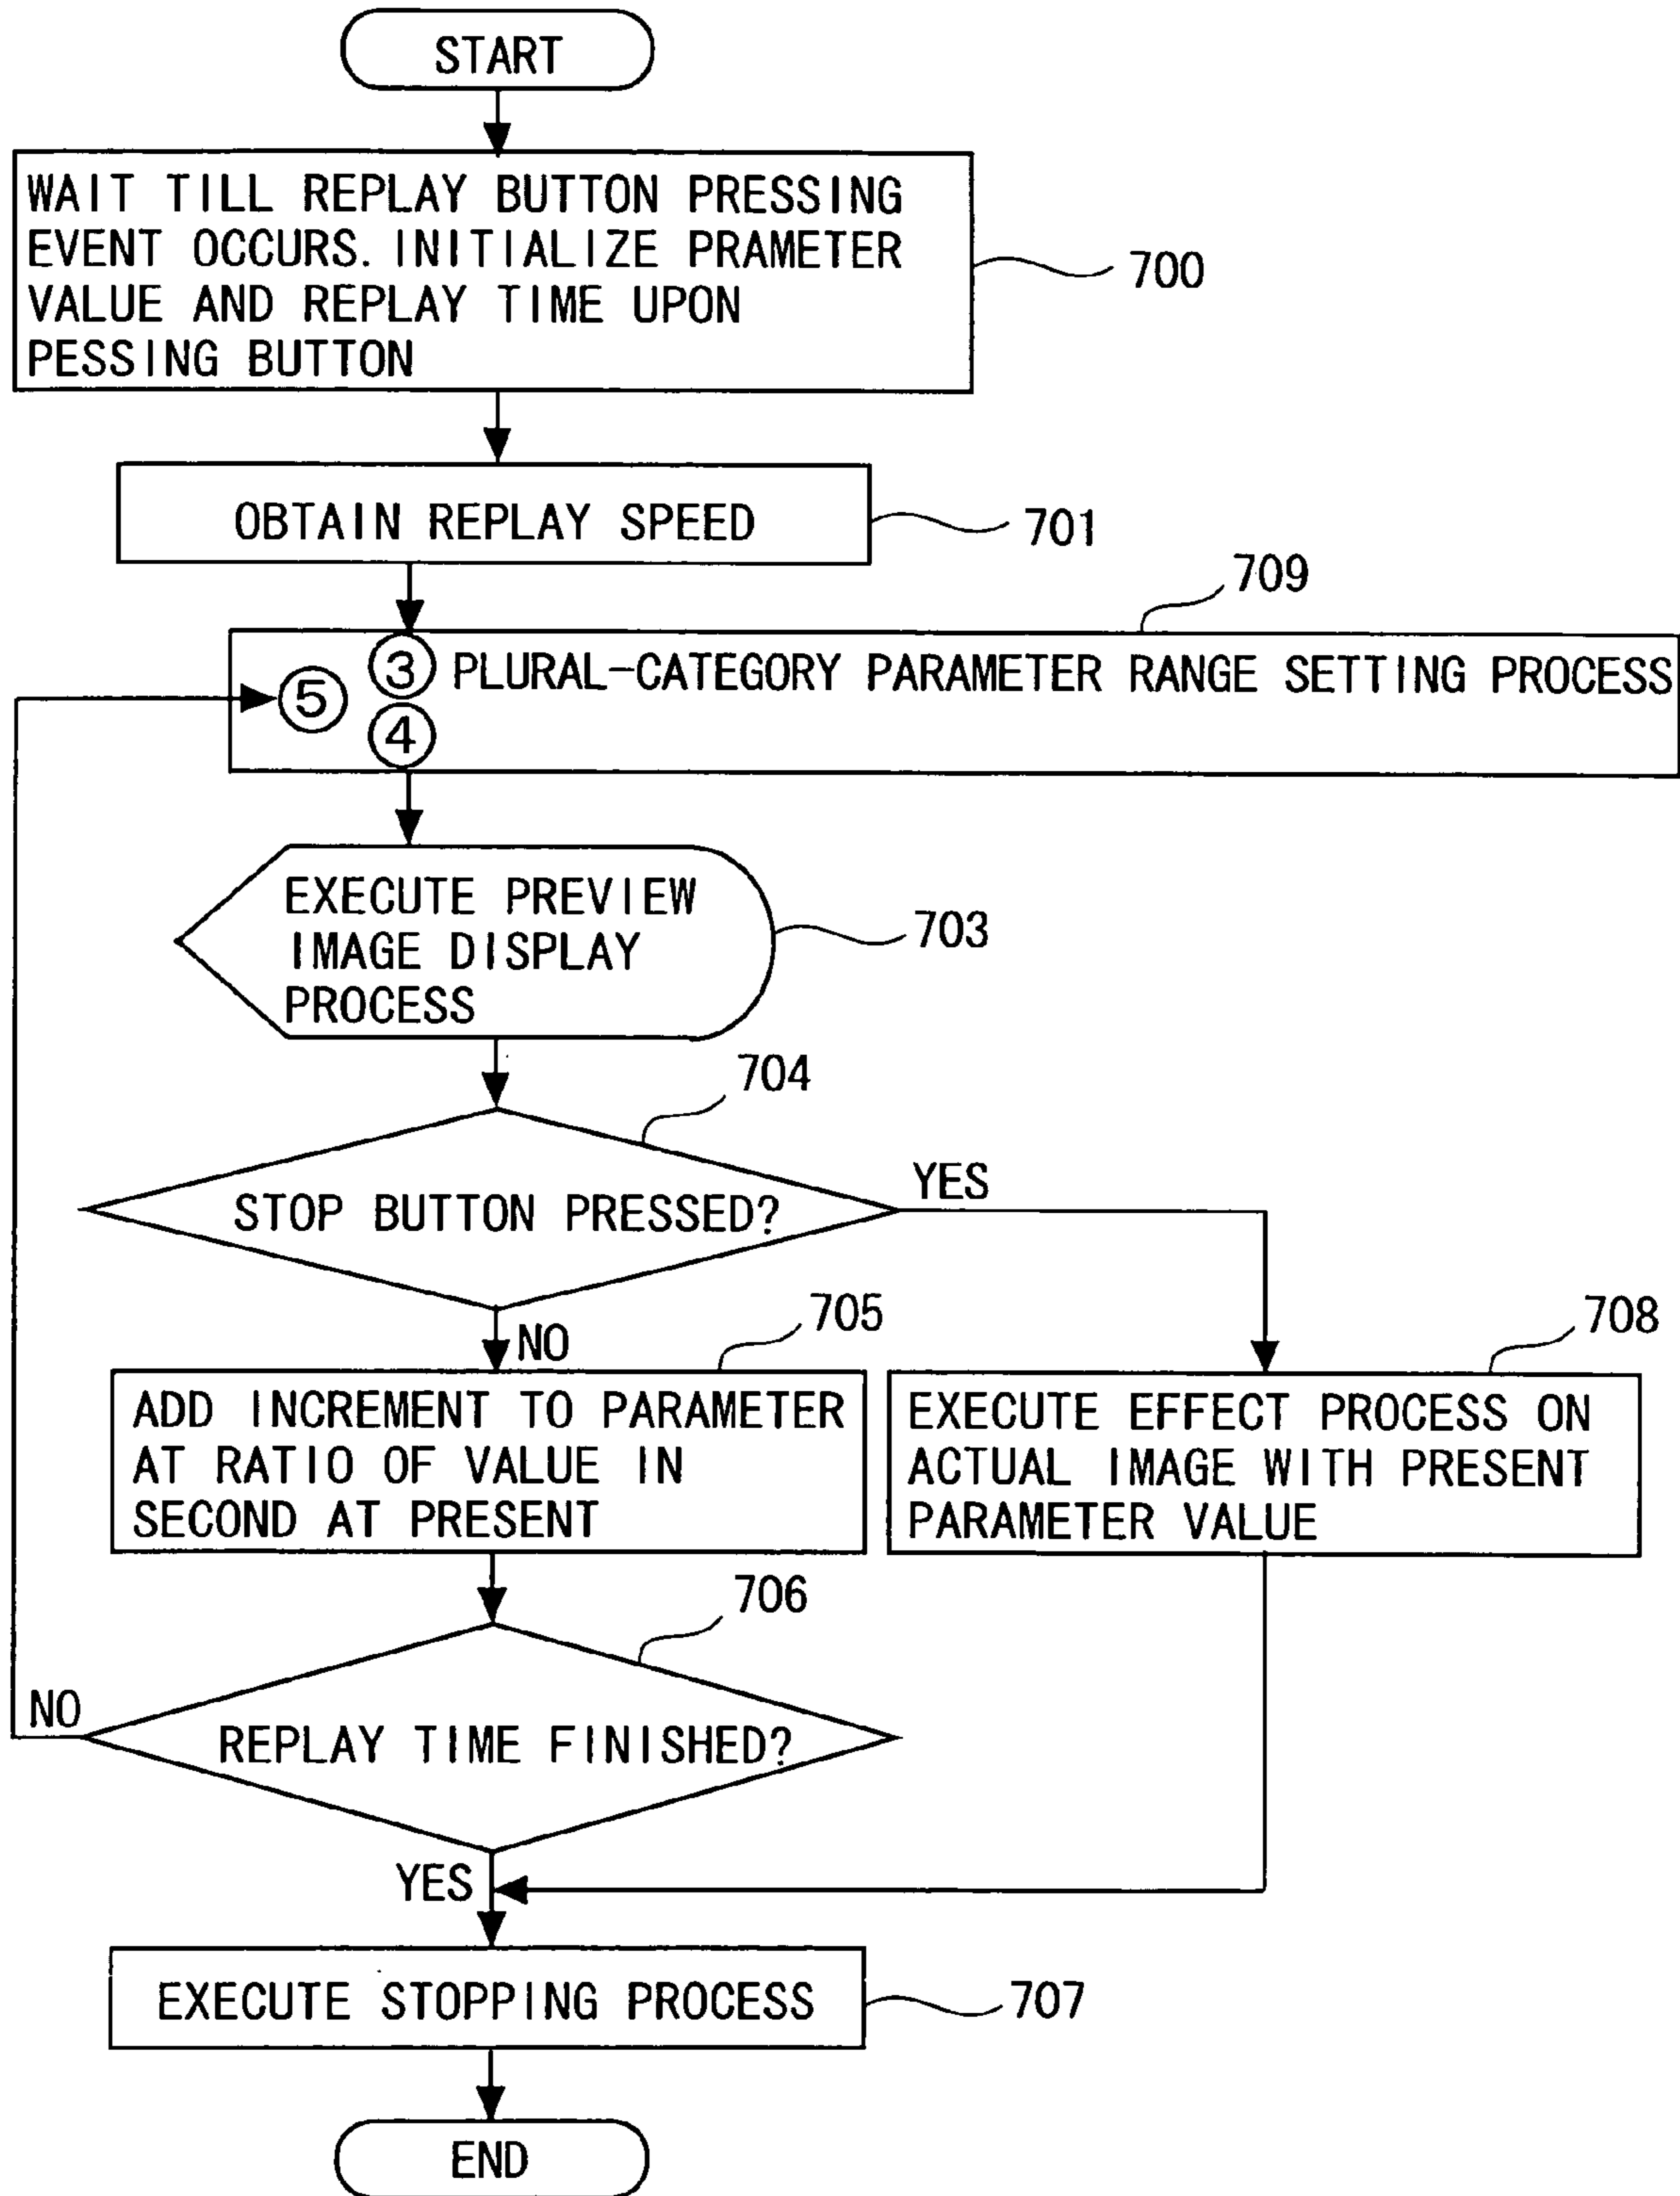 START
WAIT TILL REPLAY BUTTON PRESSING
EVENT OCCURS. INITIALIZE PRAMETER
VALUE AND REPLAY TIME UPON
PESSING BUTTON
700
OBTAIN REPLAY SPEED
701
709
③ PLURAL-CATEGORY PARAMETER RANGE SETTING PROCESS
⑤
④
EXECUTE PREVIEW
IMAGE DISPLAY
PROCESS
703
704
STOP BUTTON PRESSED?
YES
NO
705
ADD INCREMENT TO PARAMETER
AT RATIO OF VALUE IN
SECOND AT PRESENT
708
EXECUTE EFFECT PROCESS ON
ACTUAL IMAGE WITH PRESENT
PARAMETER VALUE
706
REPLAY TIME FINISHED?
NO
YES
EXECUTE STOPPING PROCESS
707
END